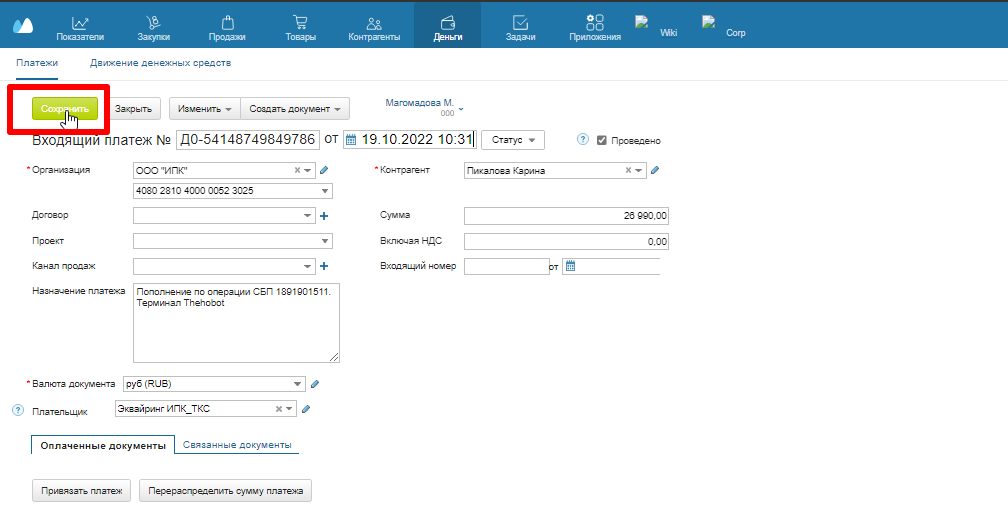 Показатели Закупки Продажи Товары Контрагенты Деньги Задачи Приложения Wiki Corp
Платежи Движение денежных средств
Сохранить Закрыть Изменить Создать документ Магомадова М.
000
Входящий платеж № Д0-54148749849786 от 19.10.2022 10:31 Статус ? Проведено
* Организация ООО "ИПК" * Контрагент Пикалова Карина
4080 2810 4000 0052 3025
Договор Сумма 26 990,00
Проект Включая НДС 0,00
Канал продаж Входящий номер от
Назначение платежа Пополнение по операции СБП 1891901511.
Терминал Thehobot
* Валюта документа руб (RUB)
? Плательщик Эквайринг ИПК_ТКС
Оплаченные документы Связанные документы
Привязать платеж Перераспределить сумму платежа